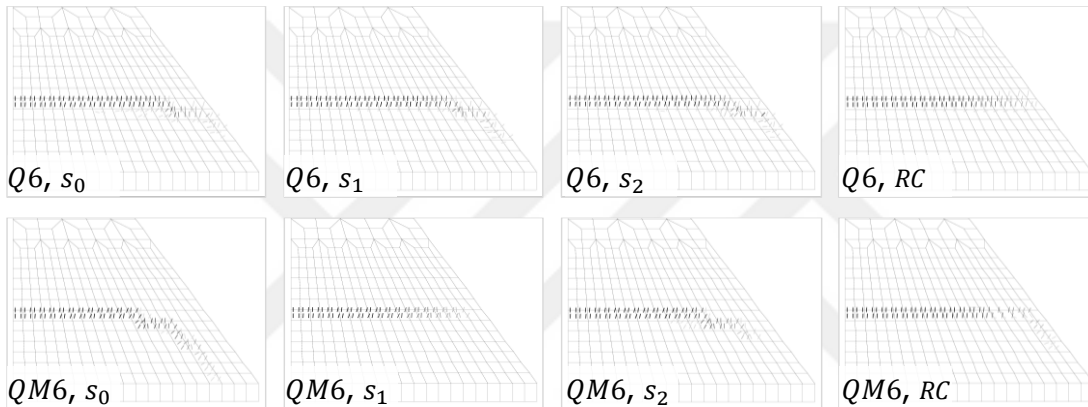 Q6, s₀
Q6, s₁
Q6, s₂
Q6, RC
QM6, s₀
QM6, s₁
QM6, s₂
QM6, RC